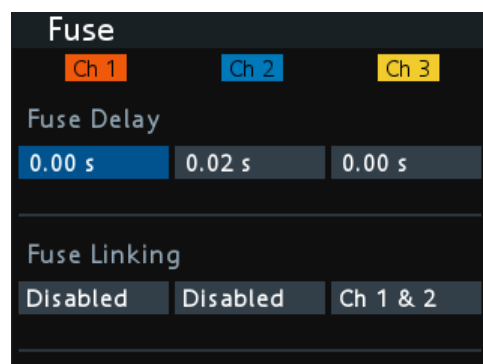 Fuse
Ch 1 Ch 2 Ch 3
Fuse Delay
0.00 s 0.02 s 0.00 s
Fuse Linking
Disabled Disabled Ch 1 & 2